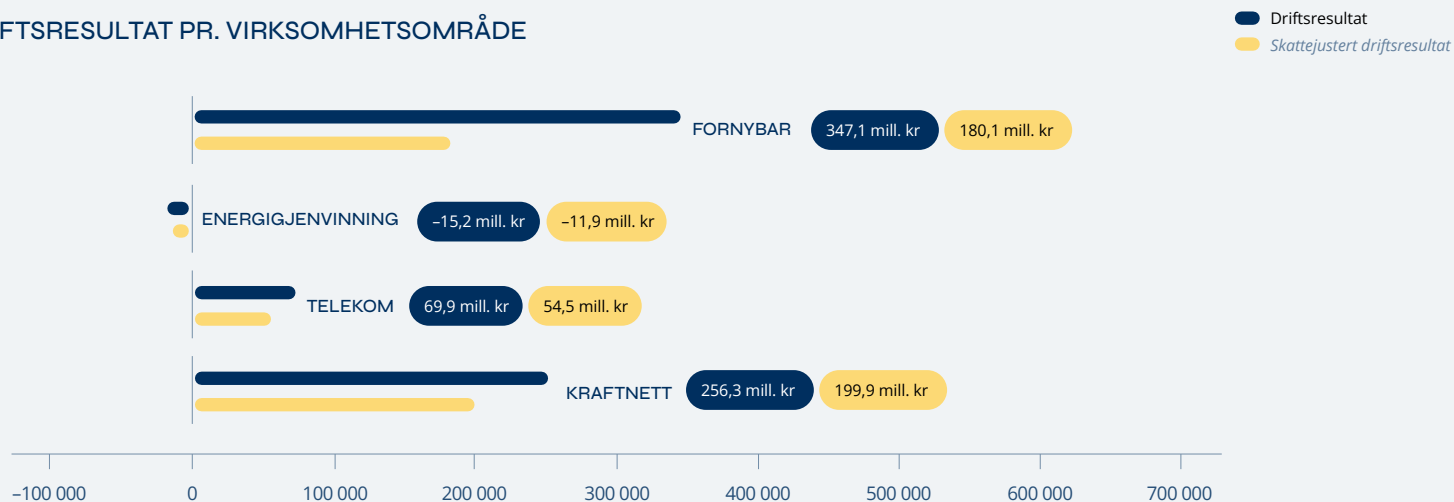 FTSRESULTAT PR. VIRKSOMHETSOMRÅDE
Driftsresultat
Skattejustert driftsresultat
FORNYBAR 347,1 mill. kr 180,1 mill. kr
ENERGIGJENVINNING –15,2 mill. kr –11,9 mill. kr
TELEKOM 69,9 mill. kr 54,5 mill. kr
KRAFTNETT 256,3 mill. kr 199,9 mill. kr
–100 000 0 100 000 200 000 300 000 400 000 500 000 600 000 700 000